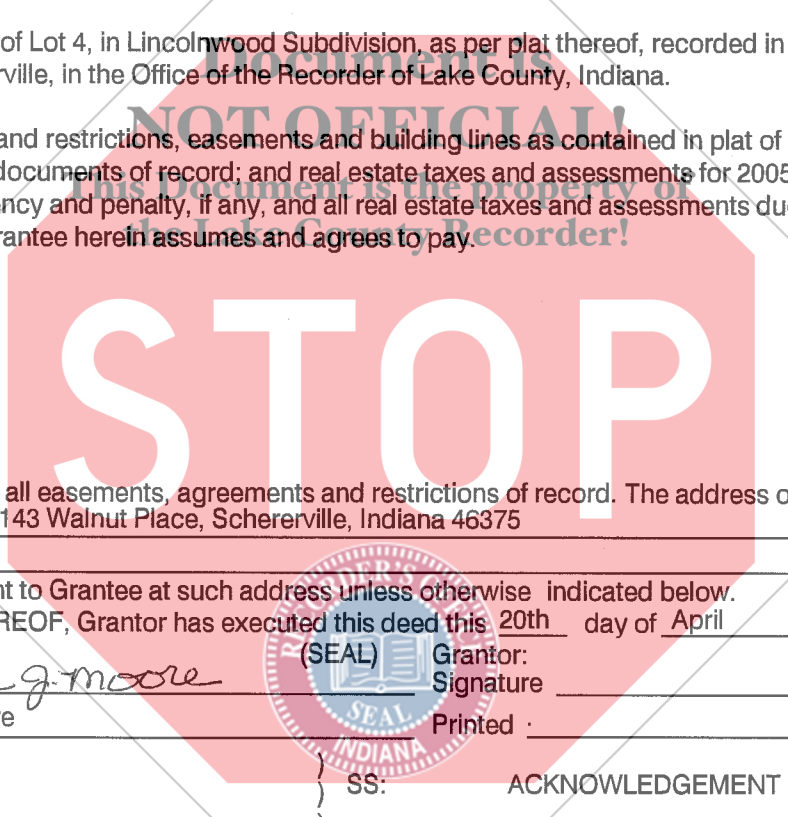 of Lot 4, in Lincolnwood Subdivision, as per plat thereof, recorded in
Document is
rville, in the Office of the Recorder of Lake County, Indiana.
NOT OFFICIAL!
and restrictions, easements and building lines as contained in plat of
documents of record; and real estate taxes and assessments for 2005
This Document is the property of
ncy and penalty, if any, and all real estate taxes and assessments du
the Lake County Recorder!
rantee herein assumes and agrees to pay.
STOP
all easements, agreements and restrictions of record. The address o
143 Walnut Place, Schererville, Indiana 46375
nt to Grantee at such address unless otherwise indicated below.
REOF, Grantor has executed this deed this 20th day of April
(SEAL) Grantor:
J. Moore Signature
re Printed
RECORDER'S OFFICE
SEAL
INDIANA
SS: ACKNOWLEDGEMENT